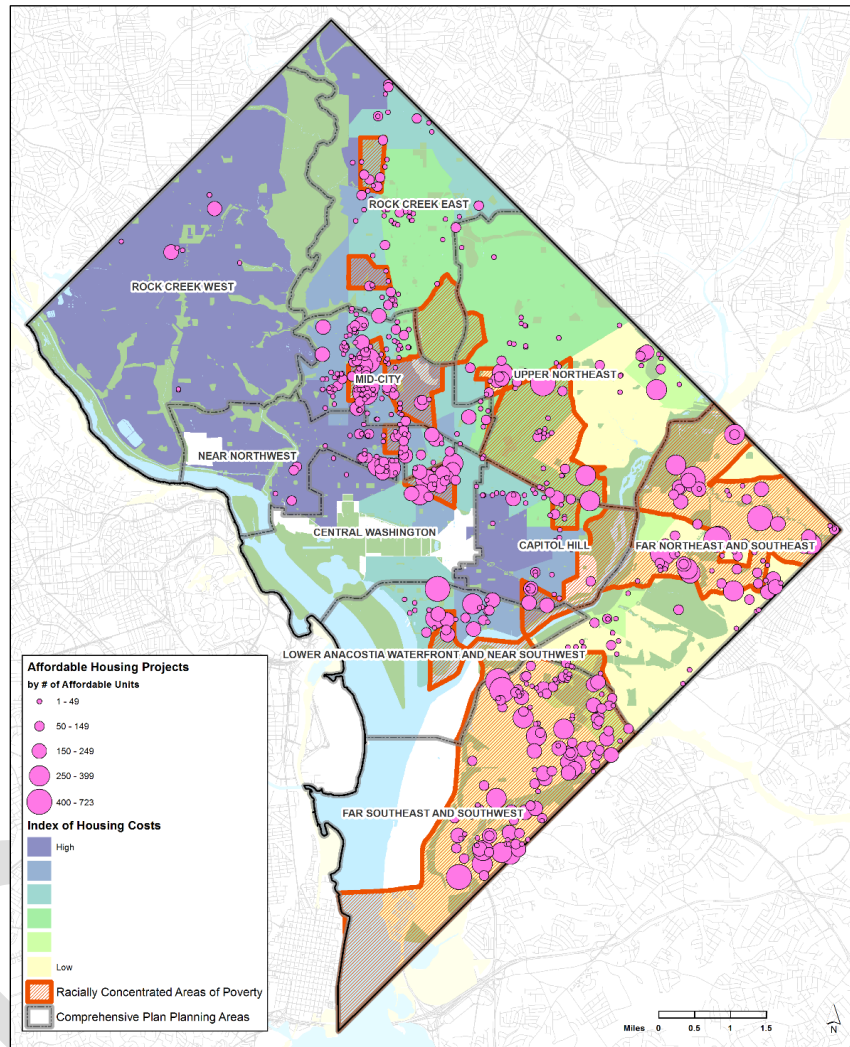 ROCK CREEK EAST
ROCK CREEK WEST
MID-CITY
UPPER NORTHEAST
NEAR NORTHWEST
CENTRAL WASHINGTON
CAPITOL HILL
FAR NORTHEAST AND SOUTHEAST
LOWER ANACOSTIA WATERFRONT AND NEAR SOUTHWEST
FAR SOUTHEAST AND SOUTHWEST
Affordable Housing Projects
by # of Affordable Units
1 - 49
50 - 149
150 - 249
250 - 399
400 - 723
Index of Housing Costs
High
Low
Racially Concentrated Areas of Poverty
Comprehensive Plan Planning Areas
Miles 0 0.5 1 1.5
N